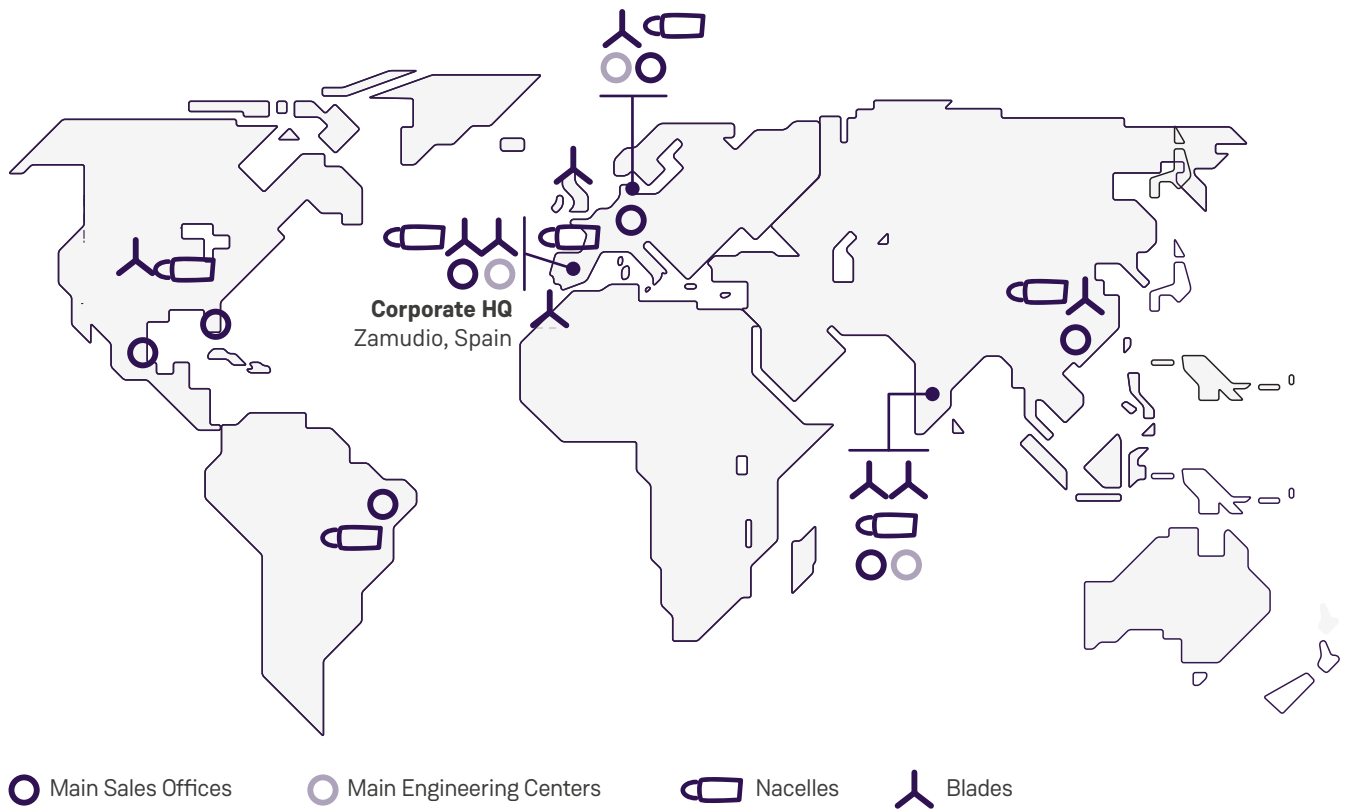 Corporate HQ
Zamudio, Spain
Main Sales Offices
Main Engineering Centers
Nacelles
Blades